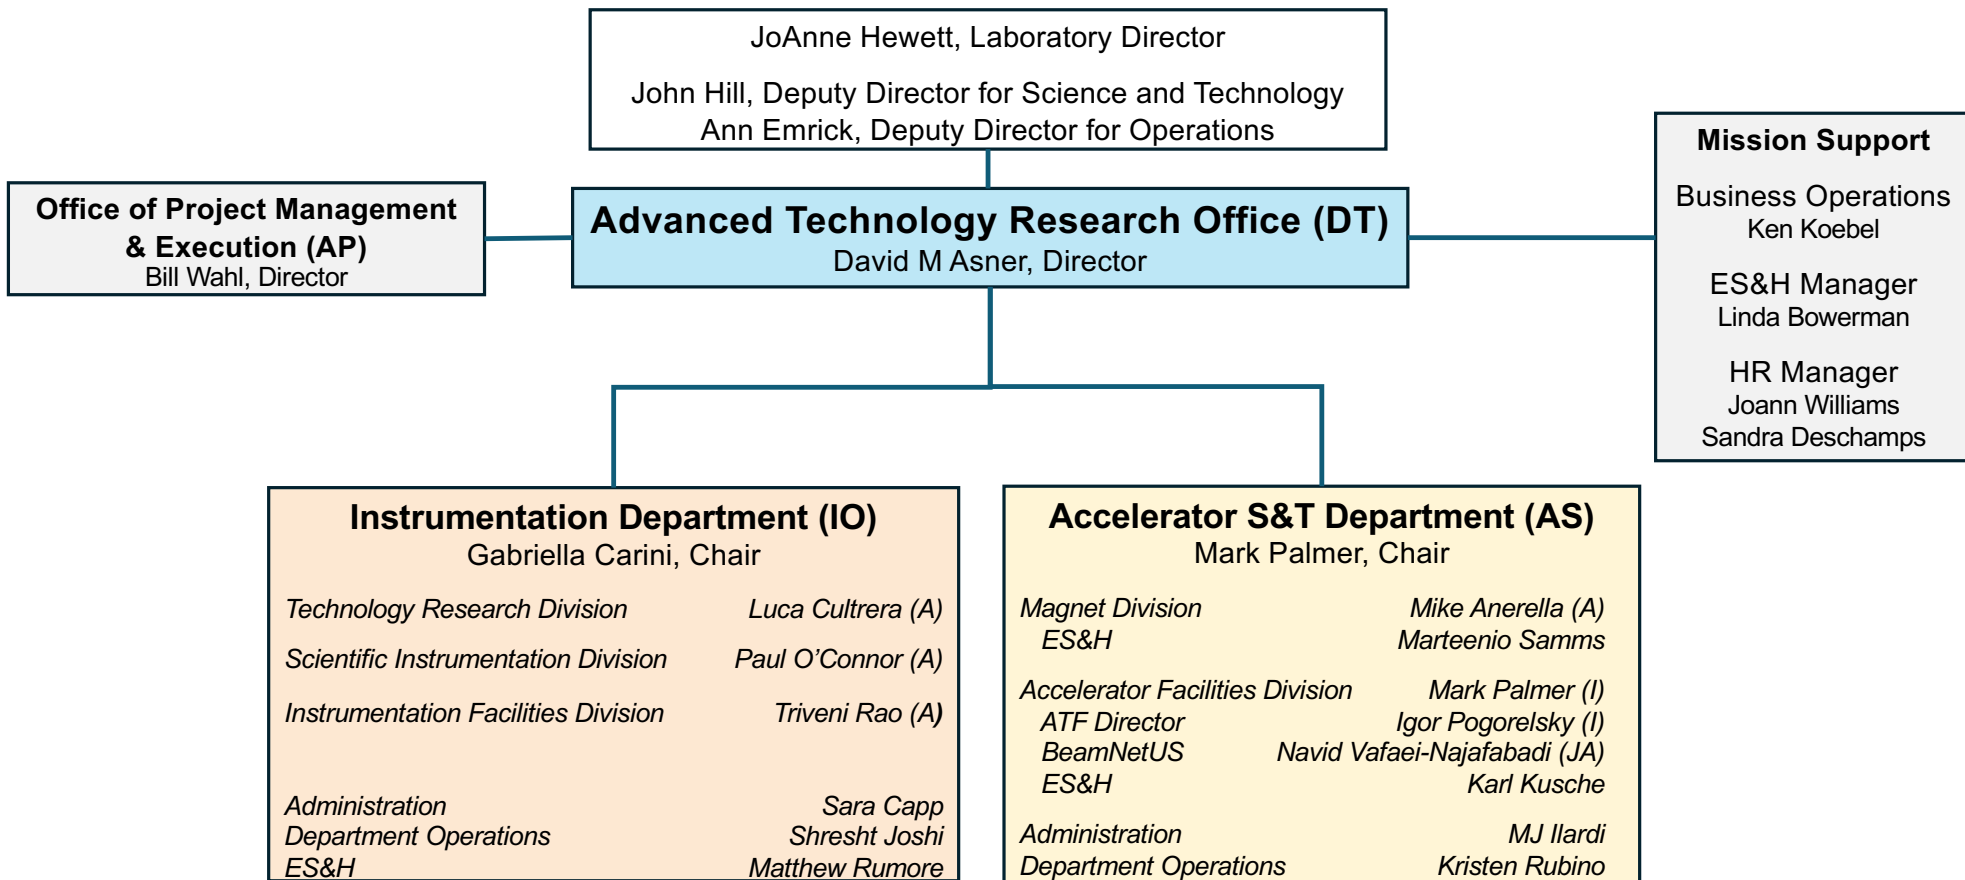 JoAnne Hewett, Laboratory Director
John Hill, Deputy Director for Science and Technology
Ann Emrick, Deputy Director for Operations
Office of Project Management
& Execution (AP)
Bill Wahl, Director
Advanced Technology Research Office (DT)
David M Asner, Director
Mission Support
Business Operations
Ken Koebel
ES&H Manager
Linda Bowerman
HR Manager
Joann Williams
Sandra Deschamps
Instrumentation Department (IO)
Gabriella Carini, Chair
Technology Research Division Luca Cultrera (A)
Scientific Instrumentation Division Paul O’Connor (A)
Instrumentation Facilities Division Triveni Rao (A)
Administration Sara Capp
Department Operations Shresht Joshi
ES&H Matthew Rumore
Accelerator S&T Department (AS)
Mark Palmer, Chair
Magnet Division Mike Anerella (A)
ES&H Marteenio Samms
Accelerator Facilities Division Mark Palmer (I)
ATF Director Igor Pogorelsky (I)
BeamNetUS Navid Vafaei-Najafabadi (JA)
ES&H Karl Kusche
Administration MJ Ilardi
Department Operations Kristen Rubino